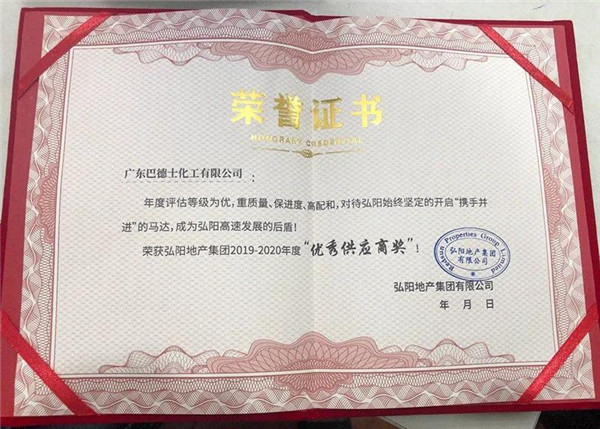 荣誉证书
HONORARY CREDENTIAL
广东巴德士化工有限公司：
年度评估等级为优，重质量、保进度、高配和，对待弘阳始终坚定的开启“携手并
进”的马达，成为弘阳高速发展的后盾！
荣获弘阳地产集团2019-2020年度“优秀供应商奖”！
Redsun Properties Group Limited
弘阳地产集团
有限公司
弘阳地产集团有限公司
年 月 日